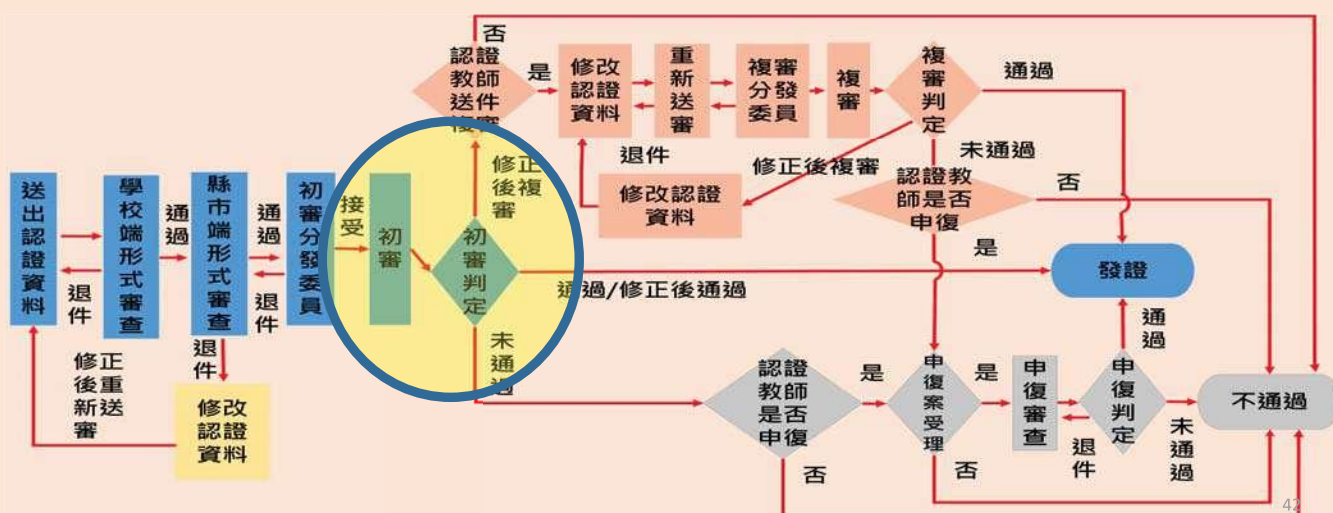 送出認證資料
退件
學校端形式審查
通過
縣市端形式審查
通過
退件
初審分發委員
接受
初審
初審判定
修正後複審
通過/修正後通過
未通過
退件
修改認證資料
修正後重新送審
認證教師送件複審
否
是
修改認證資料
重新送審
複審分發委員
複審
複審判定
通過
未通過
修正後複審
修改認證資料
退件
認證教師是否申復
否
是
發證
認證教師是否申復
是
否
申復案受理
是
否
申復審查
退件
申復判定
通過
未通過
不通過
42